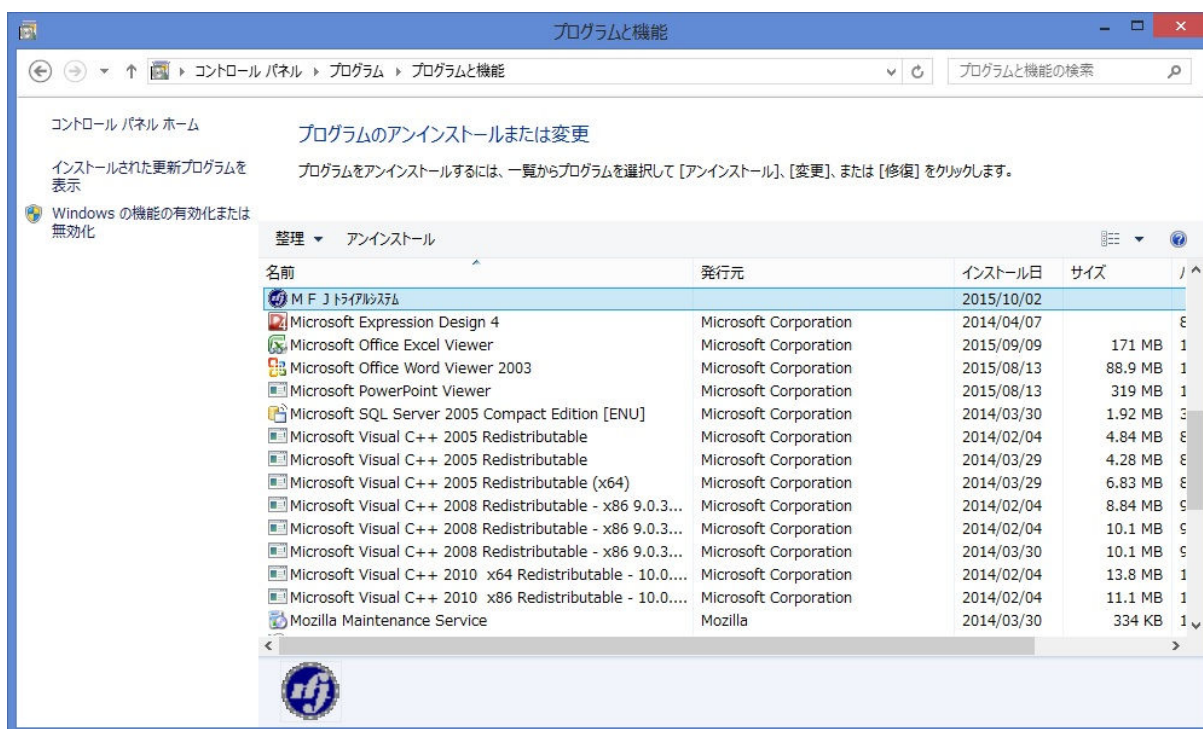 プログラムと機能
コントロール パネル ▸ プログラム ▸ プログラムと機能
プログラムと機能の検索
コントロール パネル ホーム
インストールされた更新プログラムを
表示
Windows の機能の有効化または
無効化
プログラムのアンインストールまたは変更
プログラムをアンインストールするには、一覧からプログラムを選択して [アンインストール]、[変更]、または [修復] をクリックします。
整理 アンインストール
名前 発行元 インストール日 サイズ
ＭＦＪﾄﾗｲｱﾙｼｽﾃﾑ 2015/10/02
Microsoft Expression Design 4 Microsoft Corporation 2014/04/07
Microsoft Office Excel Viewer Microsoft Corporation 2015/09/09 171 MB
Microsoft Office Word Viewer 2003 Microsoft Corporation 2015/08/13 88.9 MB
Microsoft PowerPoint Viewer Microsoft Corporation 2015/08/13 319 MB
Microsoft SQL Server 2005 Compact Edition [ENU] Microsoft Corporation 2014/03/30 1.92 MB
Microsoft Visual C++ 2005 Redistributable Microsoft Corporation 2014/02/04 4.84 MB
Microsoft Visual C++ 2005 Redistributable Microsoft Corporation 2014/03/29 4.28 MB
Microsoft Visual C++ 2005 Redistributable (x64) Microsoft Corporation 2014/03/29 6.83 MB
Microsoft Visual C++ 2008 Redistributable - x86 9.0.3... Microsoft Corporation 2014/02/04 8.84 MB
Microsoft Visual C++ 2008 Redistributable - x86 9.0.3... Microsoft Corporation 2014/02/04 10.1 MB
Microsoft Visual C++ 2008 Redistributable - x86 9.0.3... Microsoft Corporation 2014/03/30 10.1 MB
Microsoft Visual C++ 2010 x64 Redistributable - 10.0.... Microsoft Corporation 2014/02/04 13.8 MB
Microsoft Visual C++ 2010 x86 Redistributable - 10.0.... Microsoft Corporation 2014/02/04 11.1 MB
Mozilla Maintenance Service Mozilla 2014/03/30 334 KB
mfj